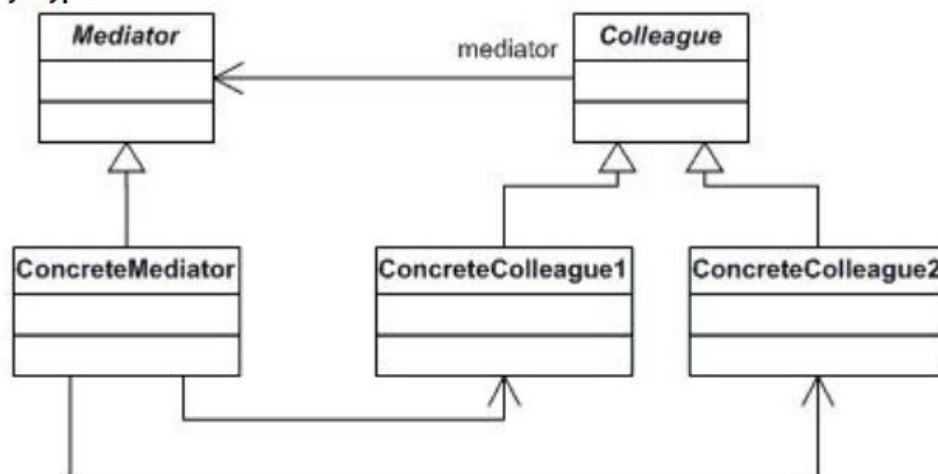 Mediator
mediator
Colleague
ConcreteMediator
ConcreteColleague1
ConcreteColleague2